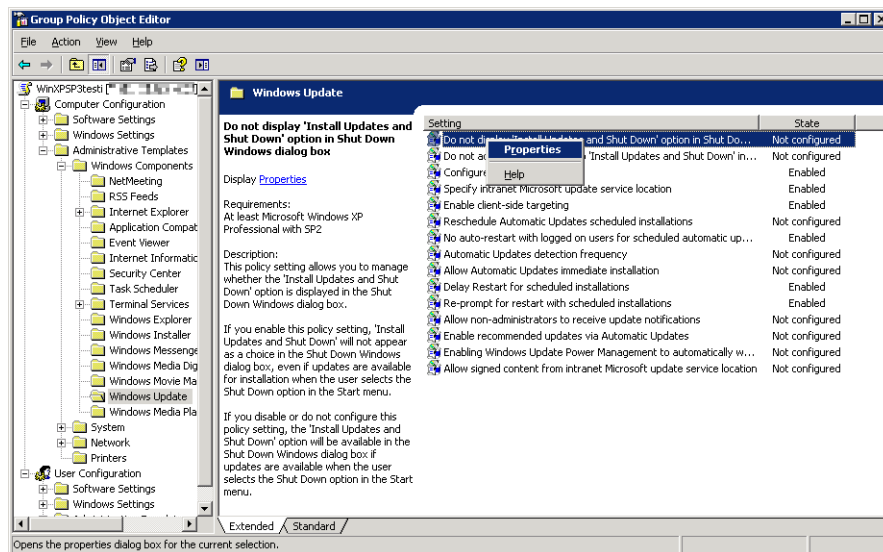 Group Policy Object Editor
File Action View Help
WinXPSP3testi [
Computer Configuration
Software Settings
Windows Settings
Administrative Templates
Windows Components
NetMeeting
RSS Feeds
Internet Explorer
Application Compat
Event Viewer
Internet Informatic
Security Center
Task Scheduler
Terminal Services
Windows Explorer
Windows Installer
Windows Messenge
Windows Media Dig
Windows Movie Ma
Windows Update
Windows Media Pla
System
Network
Printers
User Configuration
Software Settings
Windows Settings
Windows Update
Do not display 'Install Updates and
Shut Down' option in Shut Down
Windows dialog box
Display Properties
Requirements:
At least Microsoft Windows XP
Professional with SP2
Description:
This policy setting allows you to manage
whether the 'Install Updates and Shut
Down' option is displayed in the Shut
Down Windows dialog box.
If you enable this policy setting, 'Install
Updates and Shut Down' will not appear
as a choice in the Shut Down Windows
dialog box, even if updates are available
for installation when the user selects the
Shut Down option in the Start menu.
If you disable or do not configure this
policy setting, the 'Install Updates and
Shut Down' option will be available in the
Shut Down Windows dialog box if
updates are available when the user
selects the Shut Down option in the Start
menu.
Setting State
Do not display 'Install Updates and Shut Down' option in Shut Do... Not configured
Do not ad 'Install Updates and Shut Down' in... Not configured
Configure Enabled
Specify intranet Microsoft update service location Enabled
Enable client-side targeting Enabled
Reschedule Automatic Updates scheduled installations Not configured
No auto-restart with logged on users for scheduled automatic up... Enabled
Automatic Updates detection frequency Not configured
Allow Automatic Updates immediate installation Not configured
Delay Restart for scheduled installations Enabled
Re-prompt for restart with scheduled installations Enabled
Allow non-administrators to receive update notifications Not configured
Enable recommended updates via Automatic Updates Not configured
Enabling Windows Update Power Management to automatically w... Not configured
Allow signed content from intranet Microsoft update service location Not configured
Properties
Help
Extended Standard
Opens the properties dialog box for the current selection.